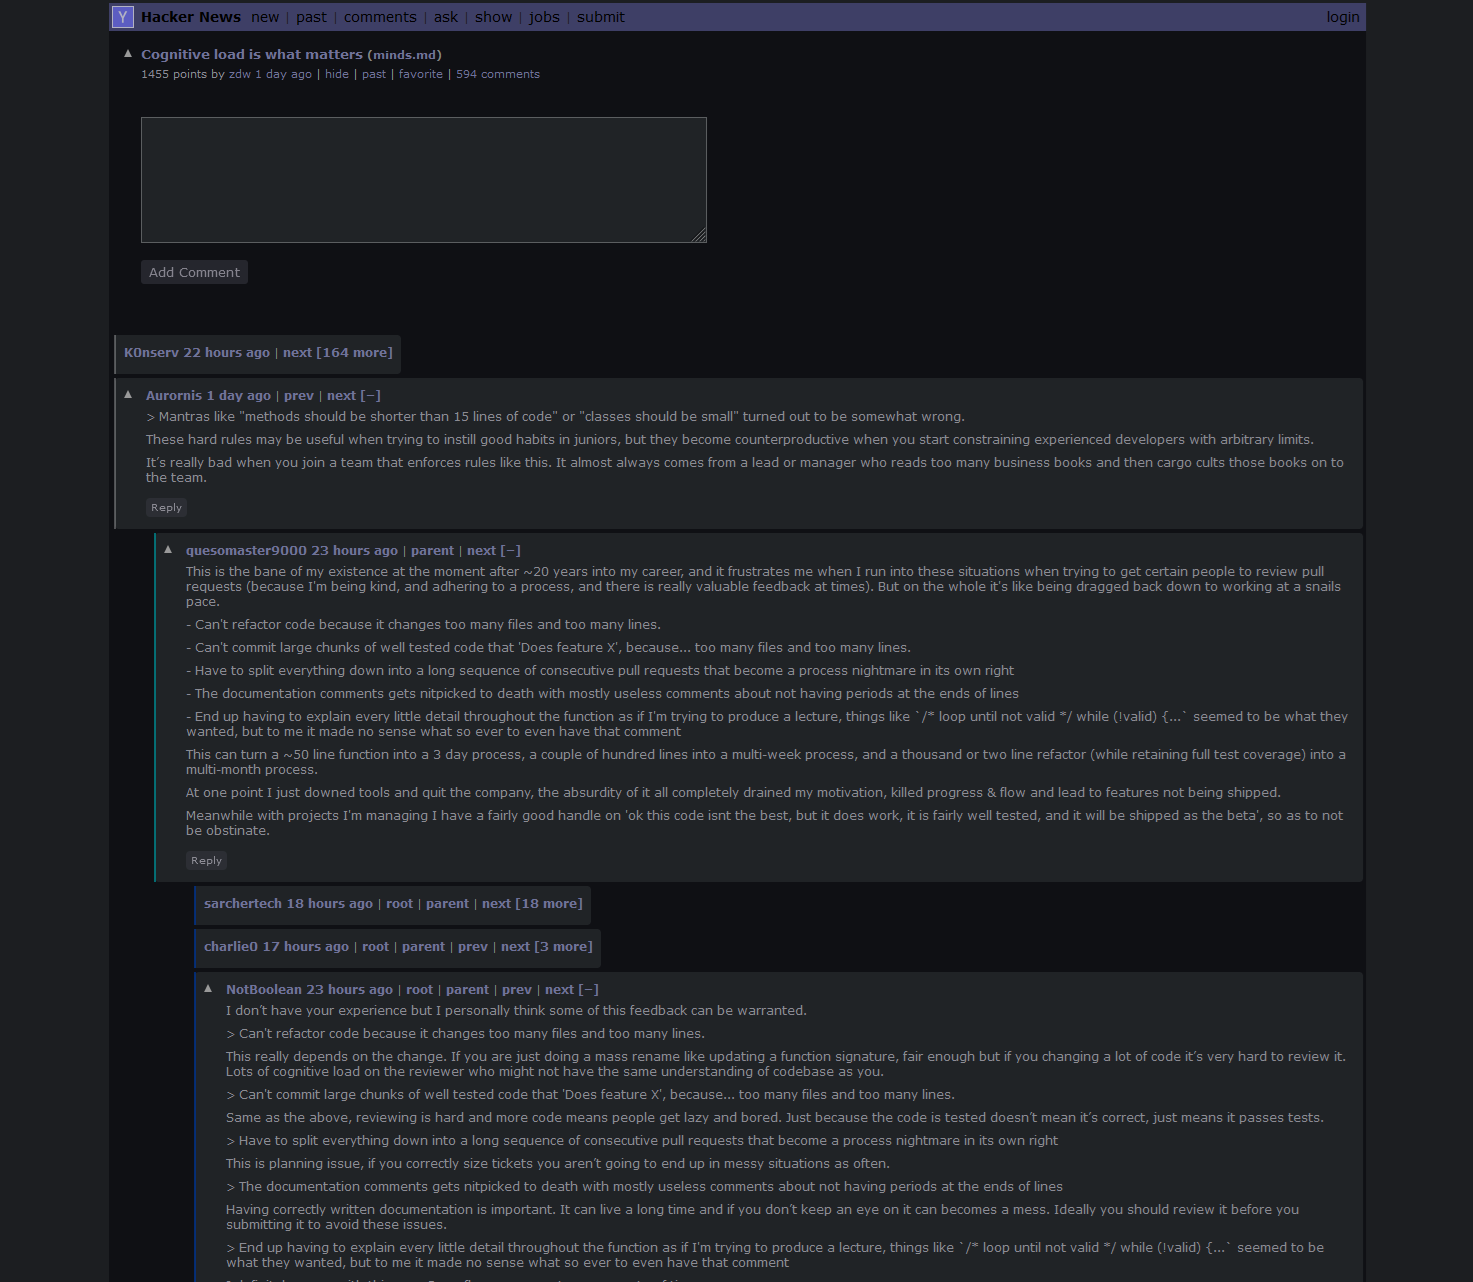 Y Hacker News new | past | comments | ask | show | jobs | submit login
▲ Cognitive load is what matters (minds.md)
1455 points by zdw 1 day ago | hide | past | favorite | 594 comments
Add Comment
K0nserv 22 hours ago | next [164 more]
▲ Aurornis 1 day ago | prev | next [−]
> Mantras like "methods should be shorter than 15 lines of code" or "classes should be small" turned out to be somewhat wrong.
These hard rules may be useful when trying to instill good habits in juniors, but they become counterproductive when you start constraining experienced developers with arbitrary limits.
It’s really bad when you join a team that enforces rules like this. It almost always comes from a lead or manager who reads too many business books and then cargo cults those books on to
the team.
Reply
▲ quesomaster9000 23 hours ago | parent | next [−]
This is the bane of my existence at the moment after ~20 years into my career, and it frustrates me when I run into these situations when trying to get certain people to review pull
requests (because I'm being kind, and adhering to a process, and there is really valuable feedback at times). But on the whole it's like being dragged back down to working at a snails
pace.
- Can't refactor code because it changes too many files and too many lines.
- Can't commit large chunks of well tested code that 'Does feature X', because... too many files and too many lines.
- Have to split everything down into a long sequence of consecutive pull requests that become a process nightmare in its own right
- The documentation comments gets nitpicked to death with mostly useless comments about not having periods at the ends of lines
- End up having to explain every little detail throughout the function as if I'm trying to produce a lecture, things like `/* loop until not valid */ while (!valid) {...` seemed to be what they
wanted, but to me it made no sense what so ever to even have that comment
This can turn a ~50 line function into a 3 day process, a couple of hundred lines into a multi-week process, and a thousand or two line refactor (while retaining full test coverage) into a
multi-month process.
At one point I just downed tools and quit the company, the absurdity of it all completely drained my motivation, killed progress & flow and lead to features not being shipped.
Meanwhile with projects I'm managing I have a fairly good handle on 'ok this code isnt the best, but it does work, it is fairly well tested, and it will be shipped as the beta', so as to not
be obstinate.
Reply
sarchertech 18 hours ago | root | parent | next [18 more]
charlie0 17 hours ago | root | parent | prev | next [3 more]
▲ NotBoolean 23 hours ago | root | parent | prev | next [−]
I don’t have your experience but I personally think some of this feedback can be warranted.
> Can't refactor code because it changes too many files and too many lines.
This really depends on the change. If you are just doing a mass rename like updating a function signature, fair enough but if you changing a lot of code it’s very hard to review it.
Lots of cognitive load on the reviewer who might not have the same understanding of codebase as you.
> Can't commit large chunks of well tested code that 'Does feature X', because... too many files and too many lines.
Same as the above, reviewing is hard and more code means people get lazy and bored. Just because the code is tested doesn’t mean it’s correct, just means it passes tests.
> Have to split everything down into a long sequence of consecutive pull requests that become a process nightmare in its own right
This is planning issue, if you correctly size tickets you aren’t going to end up in messy situations as often.
> The documentation comments gets nitpicked to death with mostly useless comments about not having periods at the ends of lines
Having correctly written documentation is important. It can live a long time and if you don’t keep an eye on it can becomes a mess. Ideally you should review it before you
submitting it to avoid these issues.
> End up having to explain every little detail throughout the function as if I'm trying to produce a lecture, things like `/* loop until not valid */ while (!valid) {...` seemed to be
what they wanted, but to me it made no sense what so ever to even have that comment